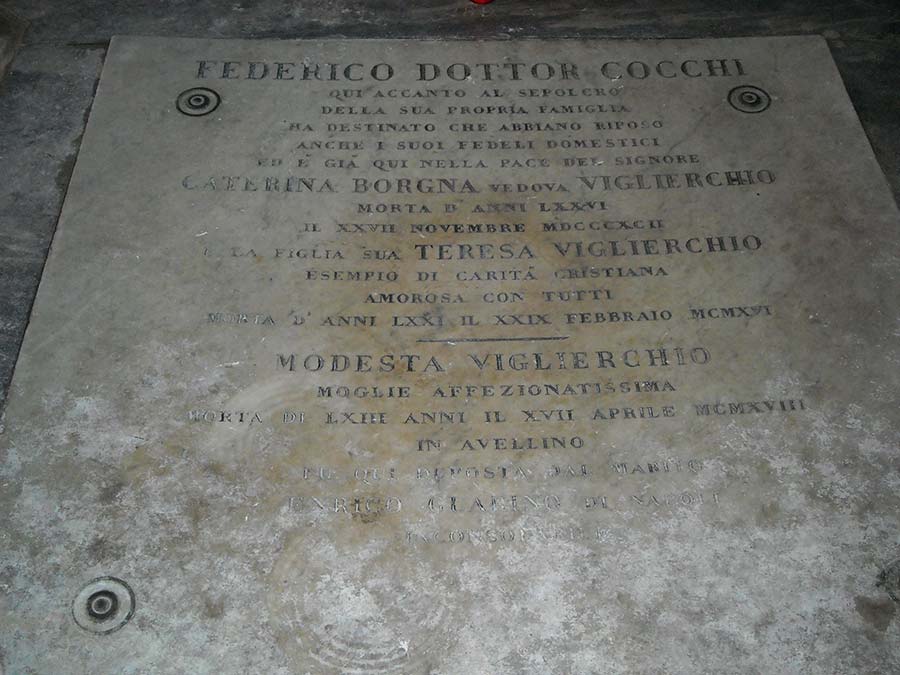 FEDERICO DOTTOR COCCHI
QUI ACCANTO AL SEPOLCRO
DELLA SUA PROPRIA FAMIGLIA
HA DESTINATO CHE ABBIANO RIPOSO
ANCHE I SUOI FEDELI DOMESTICI
ED È GIÁ QUI NELLA PACE DEL SIGNORE
CATERINA BORGNA VEDOVA VIGLIERCHIO
MORTA D'ANNI LXXVI
IL XXVII NOVEMBRE MDCCCXCII
E LA FIGLIA SUA TERESA VIGLIERCHIO
ESEMPIO DI CARITÁ CRISTIANA
AMOROSA CON TUTTI
MORTA D'ANNI LXXI IL XXIX FEBBRAIO MCMXVI
MODESTA VIGLIERCHIO
MOGLIE AFFEZIONATISSIMA
MORTA DI LXIII ANNI IL XVII APRILE MCMXVIII
IN AVELLINO
FU QUI DEPOSTA DAL MARITO
ENRICO DI NAPOLI
INCONSOLABILE